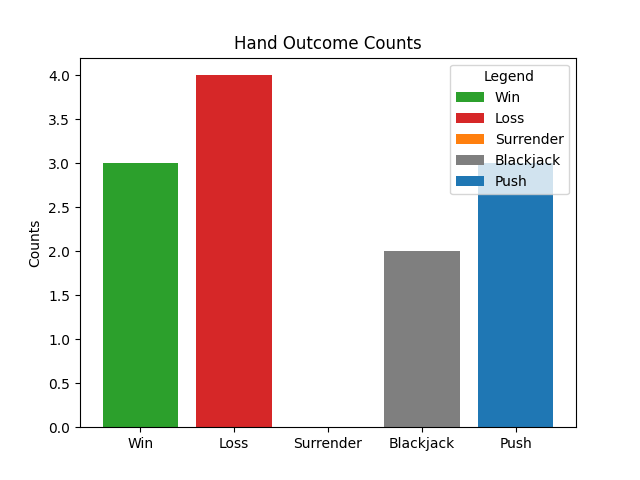 Hand Outcome Counts
Counts
4.0
3.5
3.0
2.5
2.0
1.5
1.0
0.5
0.0
Legend
Win
Loss
Surrender
Blackjack
Push
Win Loss Surrender Blackjack Push